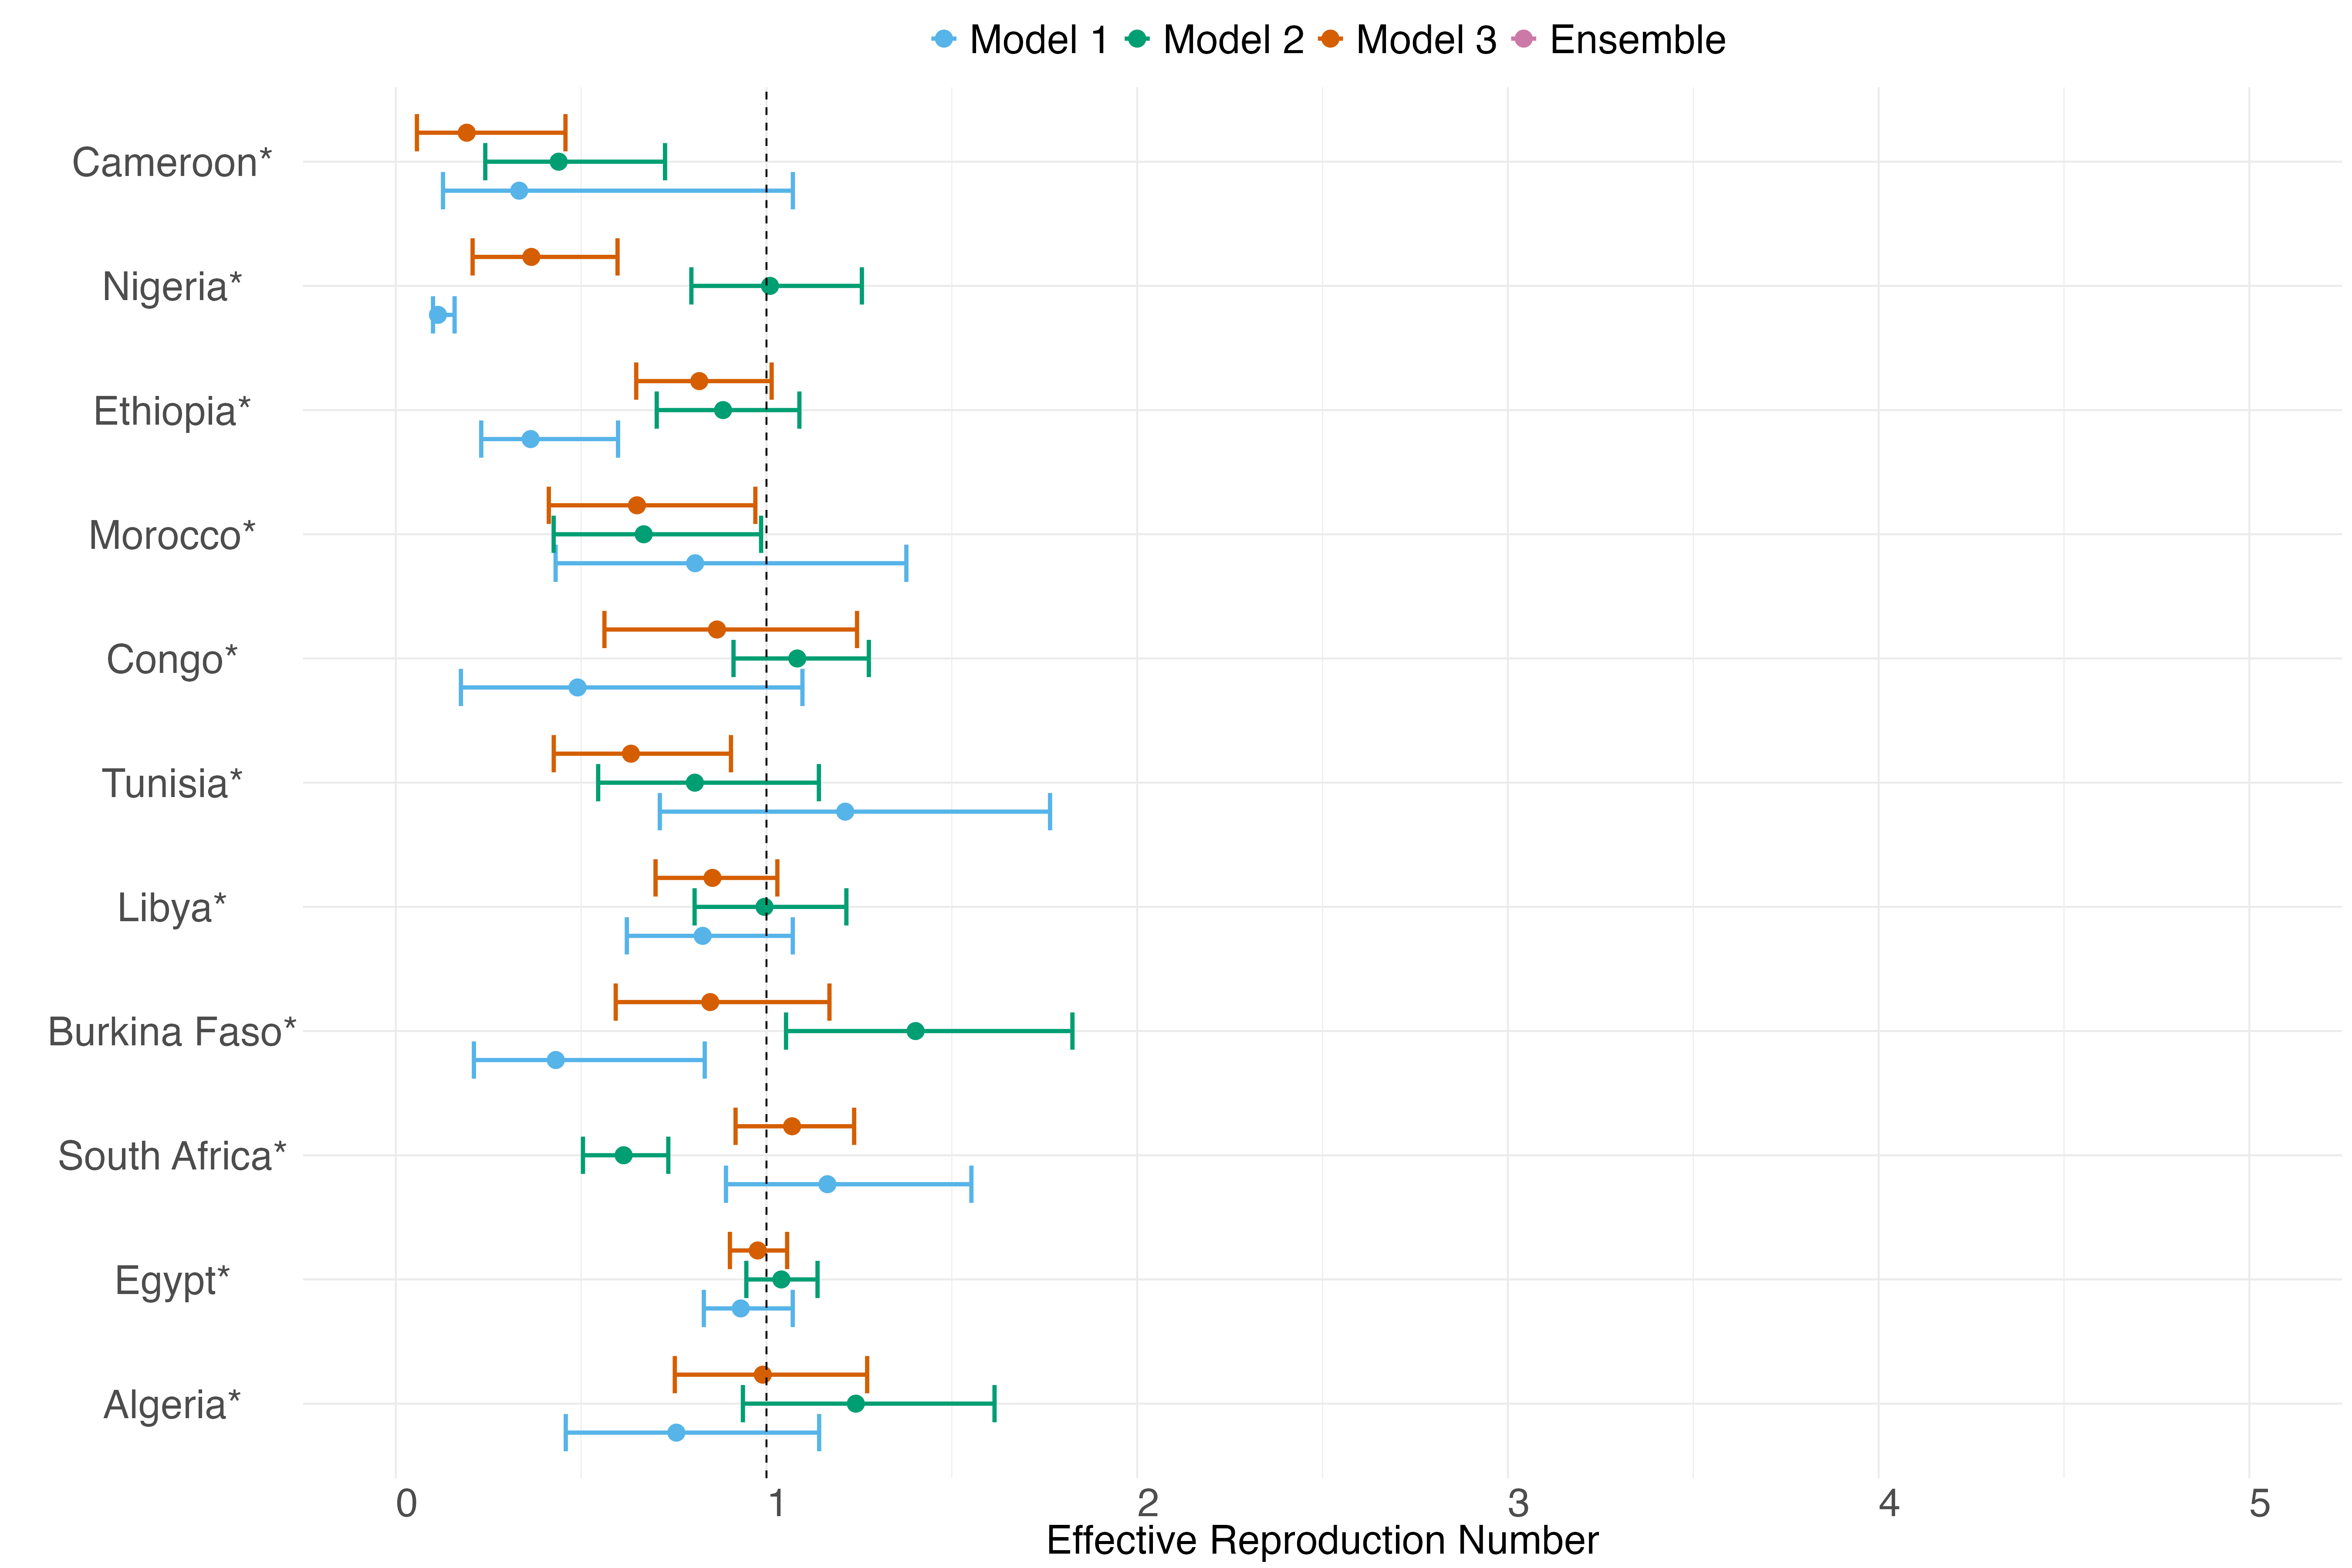 Model 1 Model 2 Model 3 Ensemble
Cameroon*
Nigeria*
Ethiopia*
Morocco*
Congo*
Tunisia*
Libya*
Burkina Faso*
South Africa*
Egypt*
Algeria*
0 1 2 3 4 5
Effective Reproduction Number